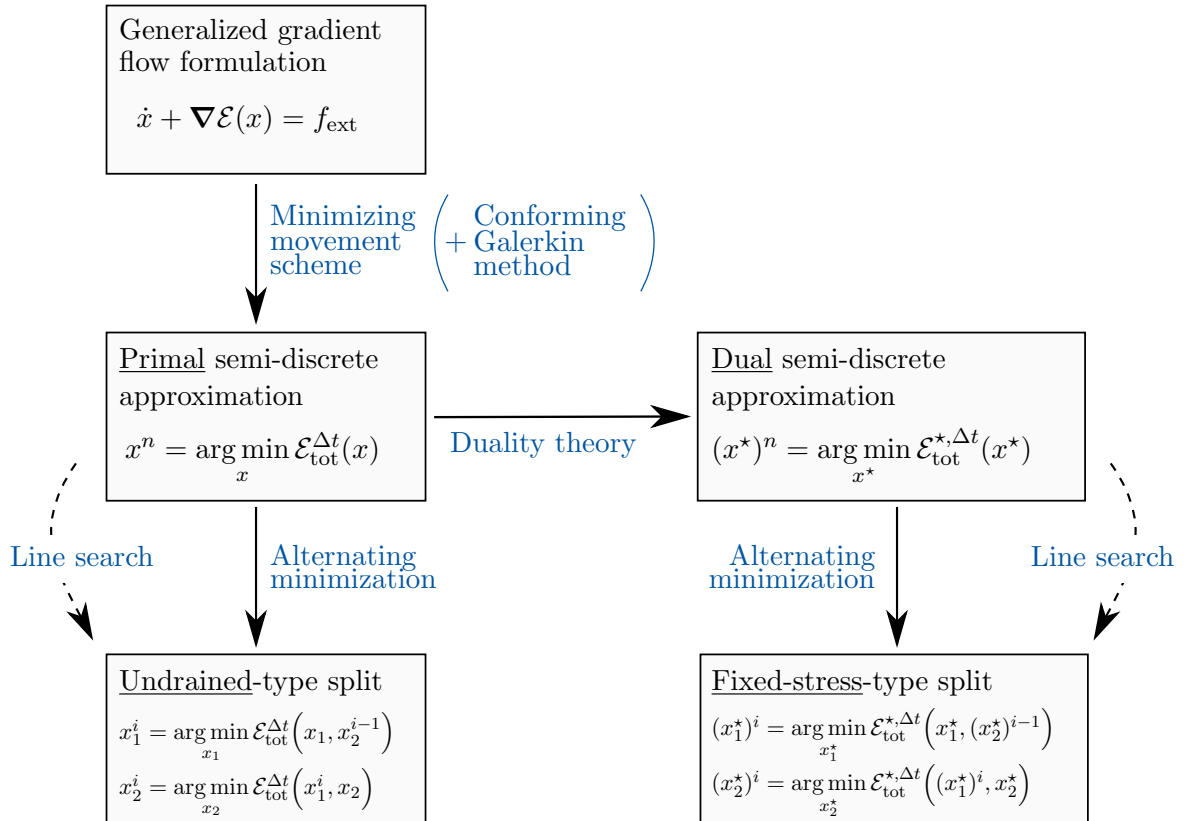 Generalized gradient
flow formulation
ẋ + ∇ℰ(x) = f_ext
Minimizing
movement
scheme
( + Conforming
Galerkin
method )
Primal semi-discrete
approximation
x^n = arg min_x ℰ_tot^Δt(x)
Duality theory
Dual semi-discrete
approximation
(x^⋆)^n = arg min_{x^⋆} ℰ_tot^{⋆,Δt}(x^⋆)
Line search
Alternating
minimization
Alternating
minimization
Line search
Undrained-type split
x_1^i = arg min_{x_1} ℰ_tot^Δt(x_1, x_2^{i−1})
x_2^i = arg min_{x_2} ℰ_tot^Δt(x_1^i, x_2)
Fixed-stress-type split
(x_1^⋆)^i = arg min_{x_1^⋆} ℰ_tot^{⋆,Δt}(x_1^⋆, (x_2^⋆)^{i−1})
(x_2^⋆)^i = arg min_{x_2^⋆} ℰ_tot^{⋆,Δt}((x_1^⋆)^i, x_2^⋆)